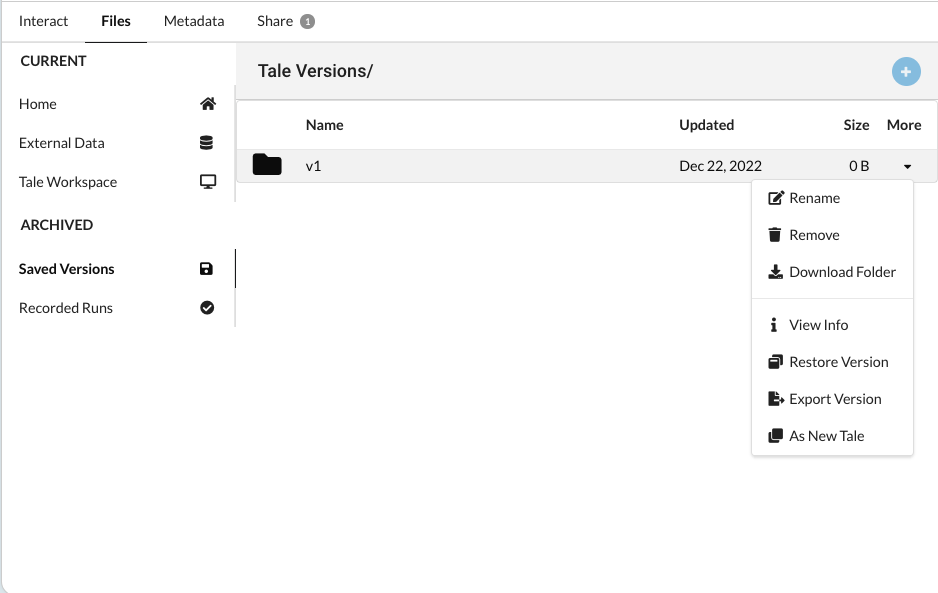 Interact Files Metadata Share 1
CURRENT
Home
External Data
Tale Workspace
ARCHIVED
Saved Versions
Recorded Runs
Tale Versions/
Name Updated Size More
v1 Dec 22, 2022 0 B
Rename
Remove
Download Folder
View Info
Restore Version
Export Version
As New Tale